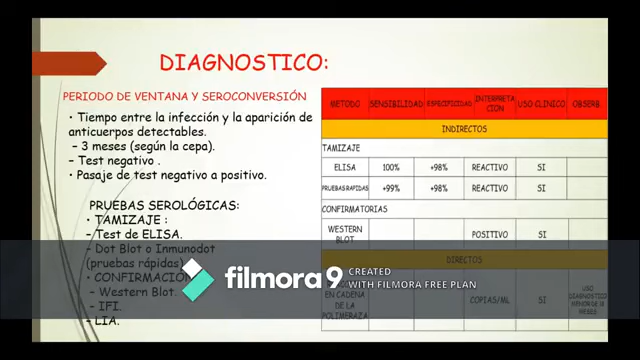 DIAGNOSTICO:
PERIODO DE VENTANA Y SEROCONVERSIÓN
• Tiempo entre la infección y la aparición de
anticuerpos detectables.
– 3 meses (según la cepa).
– Test negativo .
• Pasaje de test negativo a positivo.
PRUEBAS SEROLÓGICAS:
• TAMIZAJE :
– Test de ELISA.
– Dot Blot o Inmunodot
(pruebas rápidas)
• CONFIRMACIÓN
– Western Blot.
– IFI.
– LIA.
METODO SENSIBILIDAD ESPECIFICIDAD INTERPRETA CIÓN USO CLINICO OBSERB.
INDIRECTOS
TAMIZAJE
ELISA 100% +98% REACTIVO SI
PRUEBAS RAPIDAS +99% +98% REACTIVO SI
CONFIRMATORIAS
WESTERN BLOT POSITIVO SI
DIRECTOS
EN CADENA DE LA POLIMERAZA COPIAS/ML SI USO DIAGNOSTICO MENOR DE 18 MESES
filmora9
CREATED
WITH FILMORA FREE PLAN